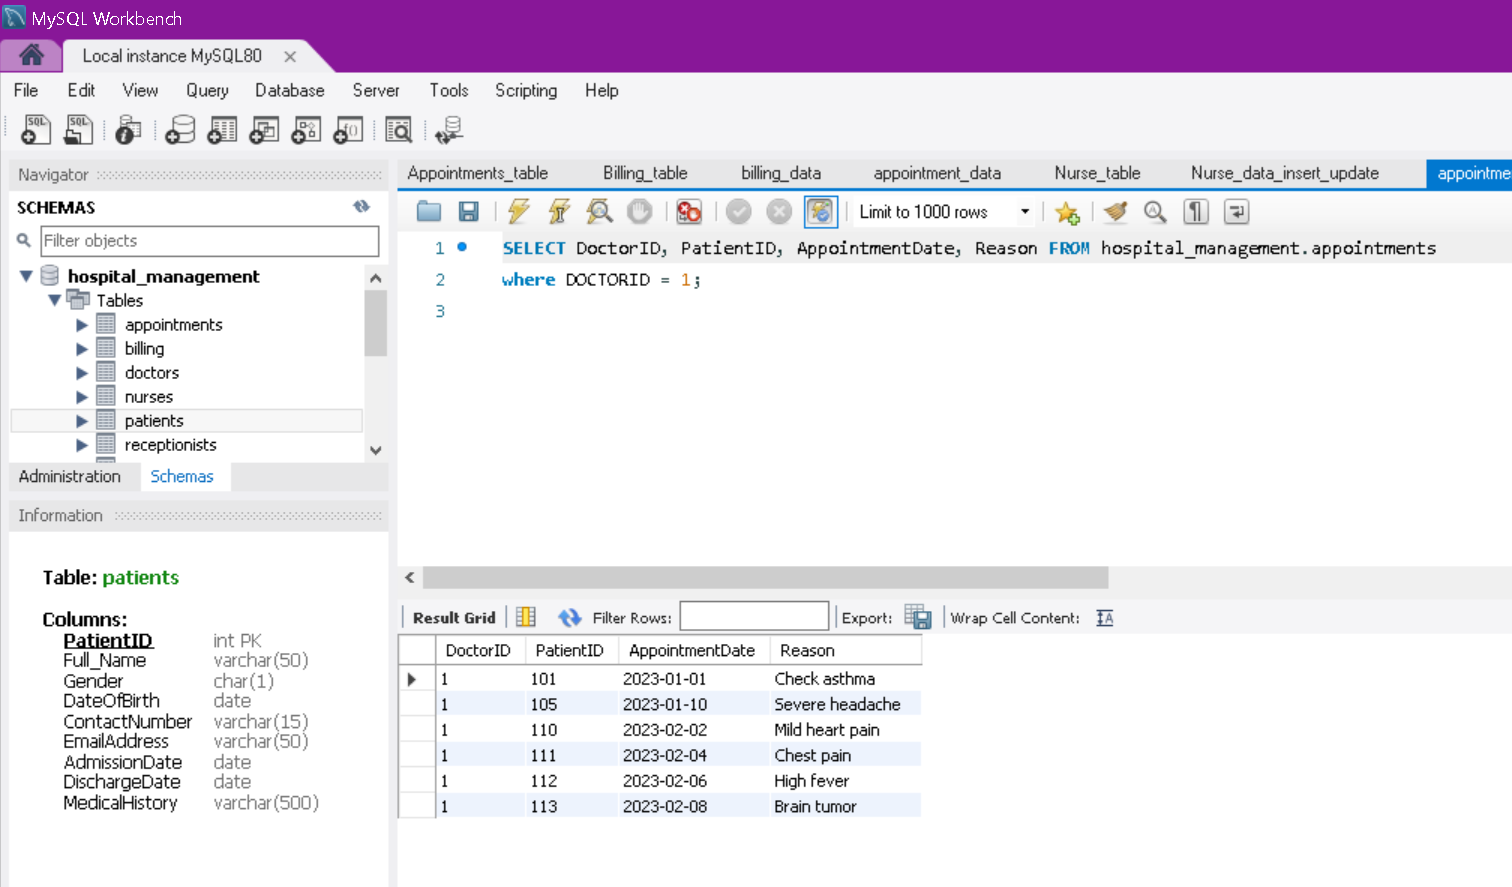 MySQL Workbench
Local instance MySQL80
File Edit View Query Database Server Tools Scripting Help
SQL SQL
Navigator
SCHEMAS
Filter objects
hospital_management
Tables
appointments
billing
doctors
nurses
patients
receptionists
Administration Schemas
Information
Table: patients
Columns:
PatientID int PK
Full_Name varchar(50)
Gender char(1)
DateOfBirth date
ContactNumber varchar(15)
EmailAddress varchar(50)
AdmissionDate date
DischargeDate date
MedicalHistory varchar(500)
Appointments_table Billing_table billing_data appointment_data Nurse_table Nurse_data_insert_update appointme
Limit to 1000 rows
1 SELECT DoctorID, PatientID, AppointmentDate, Reason FROM hospital_management.appointments
2 where DOCTORID = 1;
3
Result Grid Filter Rows: Export: Wrap Cell Content: IA
DoctorID PatientID AppointmentDate Reason
1 101 2023-01-01 Check asthma
1 105 2023-01-10 Severe headache
1 110 2023-02-02 Mild heart pain
1 111 2023-02-04 Chest pain
1 112 2023-02-06 High fever
1 113 2023-02-08 Brain tumor